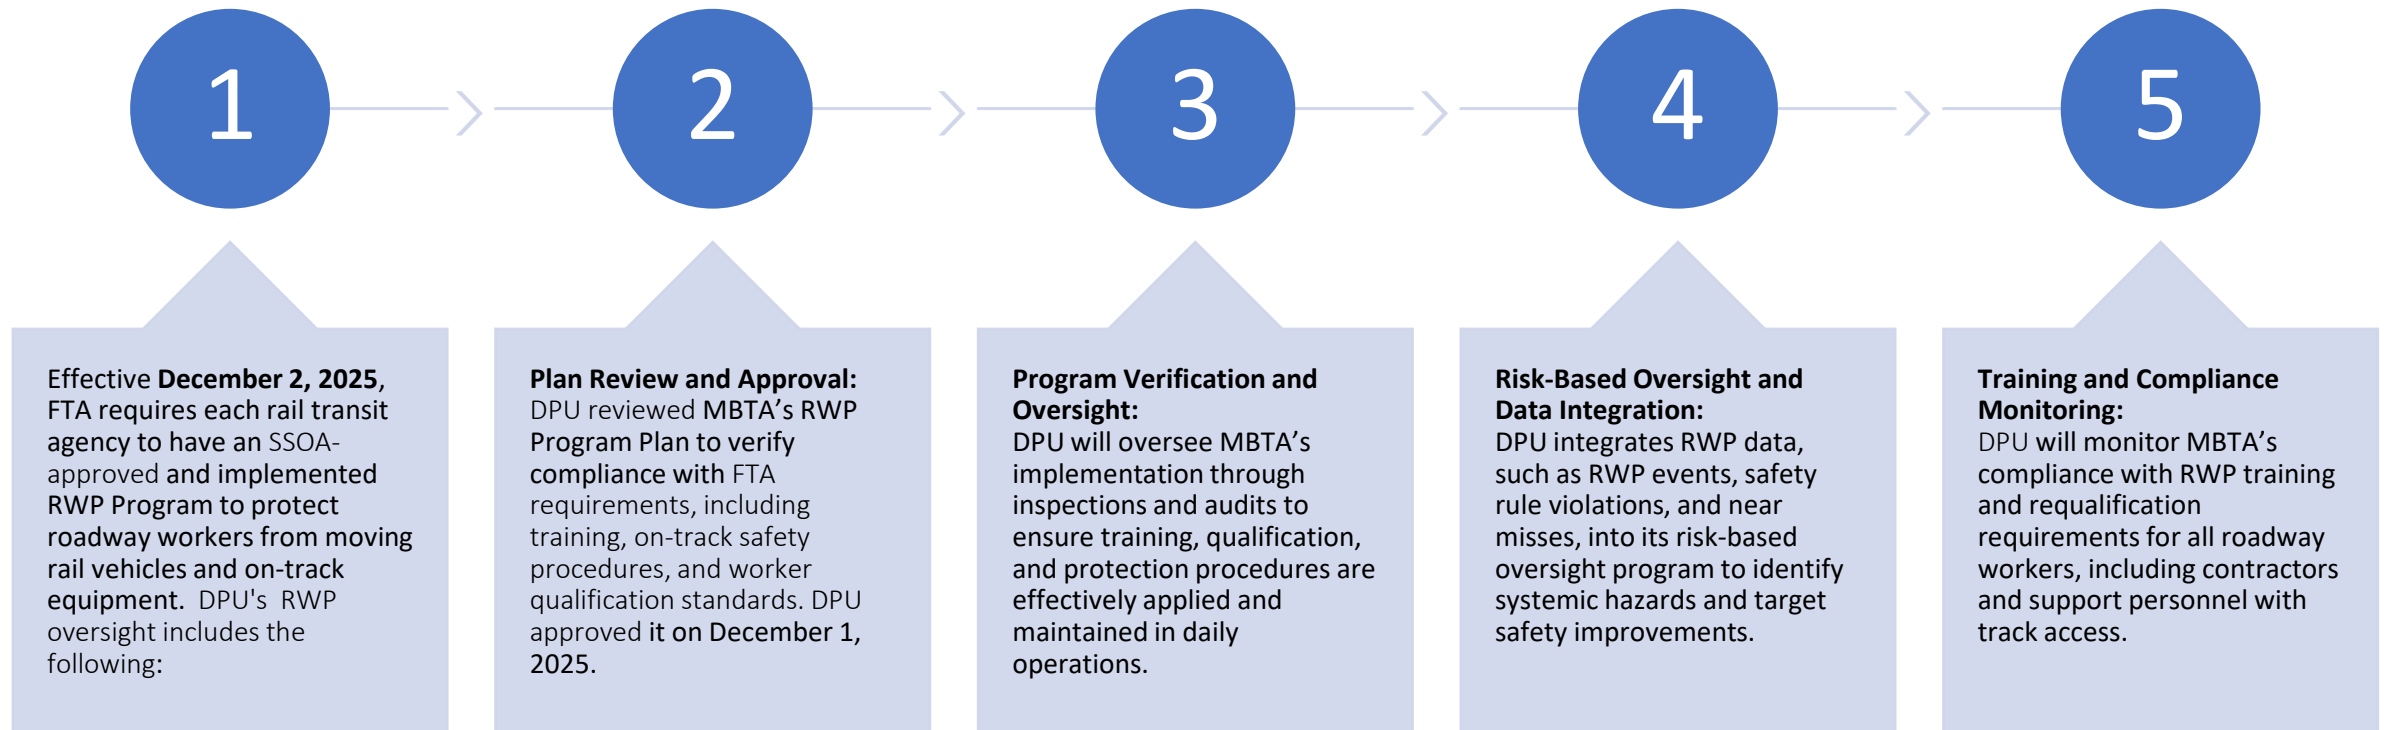 1
2
3
4
5
Effective December 2, 2025,
FTA requires each rail transit
agency to have an SSOA-
approved and implemented
RWP Program to protect
roadway workers from moving
rail vehicles and on-track
equipment.  DPU's  RWP
oversight includes the
following:
Plan Review and Approval:
DPU reviewed MBTA’s RWP
Program Plan to verify
compliance with FTA
requirements, including
training, on-track safety
procedures, and worker
qualification standards. DPU
approved it on December 1,
2025.
Program Verification and
Oversight:
DPU will oversee MBTA’s
implementation through
inspections and audits to
ensure training, qualification,
and protection procedures are
effectively applied and
maintained in daily
operations.
Risk-Based Oversight and
Data Integration:
DPU integrates RWP data,
such as RWP events, safety
rule violations, and near
misses, into its risk-based
oversight program to identify
systemic hazards and target
safety improvements.
Training and Compliance
Monitoring:
DPU will monitor MBTA’s
compliance with RWP training
and requalification
requirements for all roadway
workers, including contractors
and support personnel with
track access.